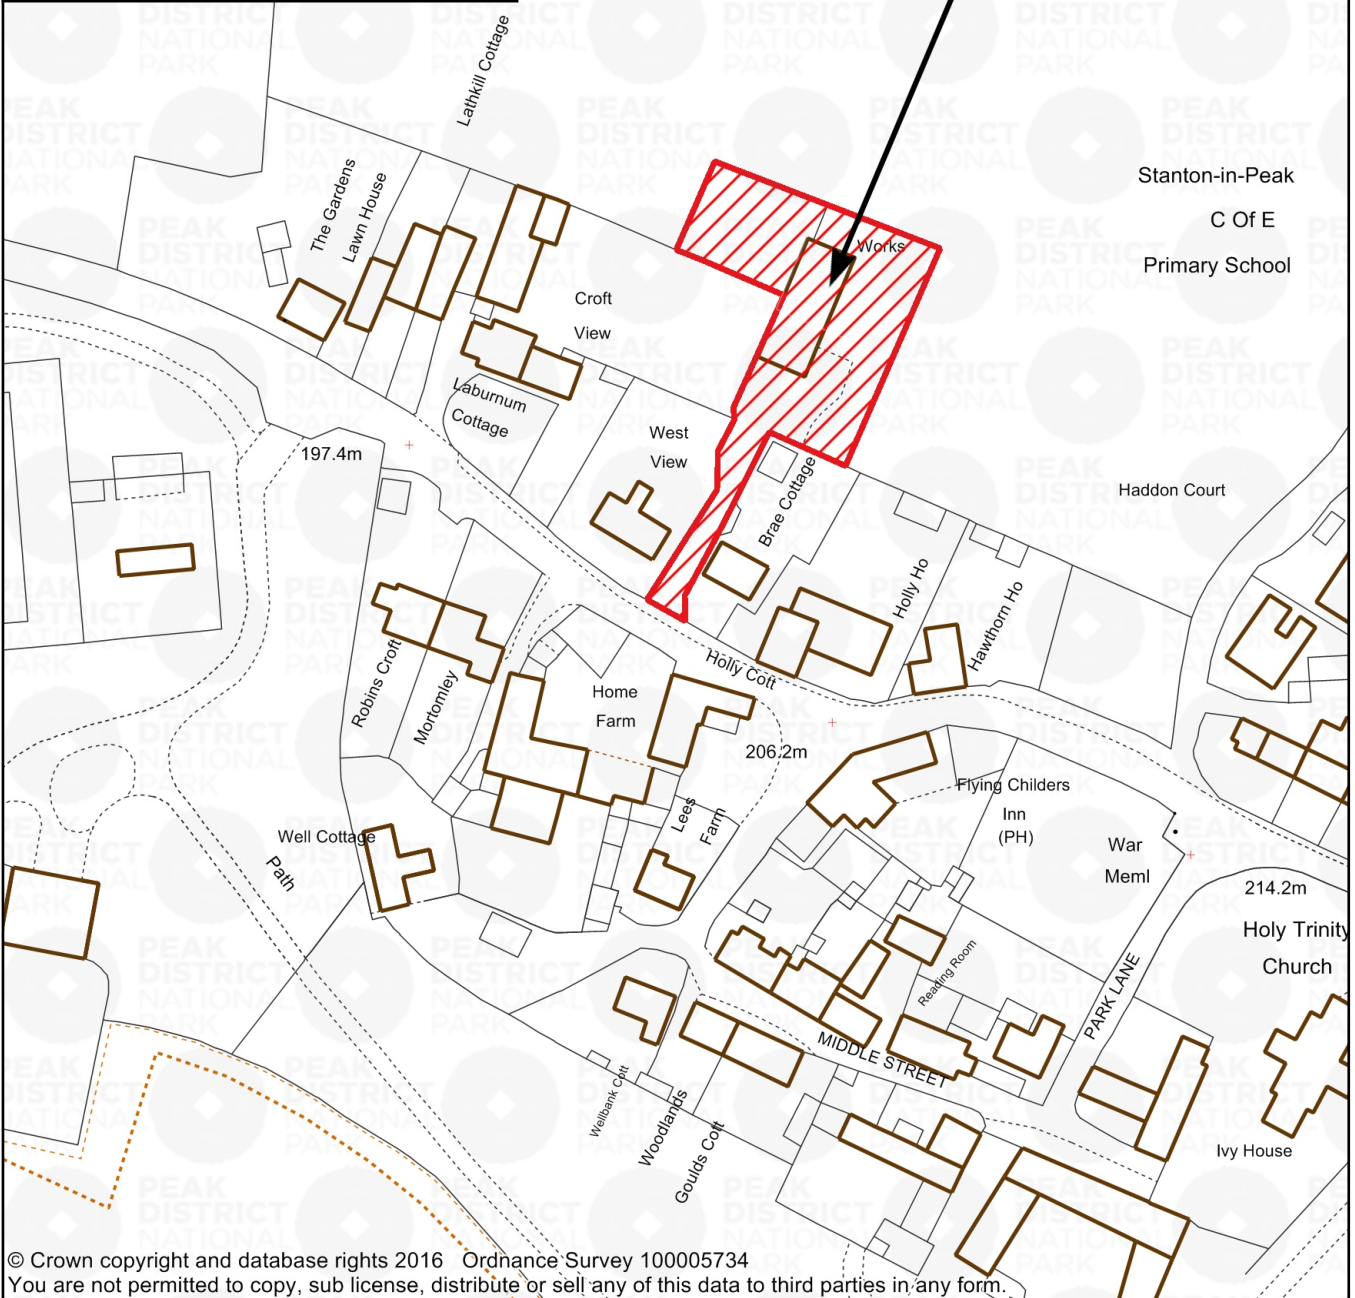 Lathkill Cottage
The Gardens
Lawn House
Works
Stanton-in-Peak
C Of E
Primary School
Croft
View
Laburnum
Cottage
West
View
197.4m
Brae Cottage
Haddon Court
Holly Ho
Hawthorn Ho
Robins Croft
Mortomley
Holly Cott
Home
Farm
206.2m
Flying Childers
Inn
(PH)
Lees
Farm
Well Cottage
Path
War
Meml
214.2m
Holy Trinity
Church
Reading Room
PARK LANE
MIDDLE STREET
Wellbank Cott
Woodlands
Goulds Cott
Ivy House
© Crown copyright and database rights 2016 Ordnance Survey 100005734
You are not permitted to copy, sub license, distribute or sell any of this data to third parties in any form.
PEAK
DISTRICT
NATIONAL
PARK